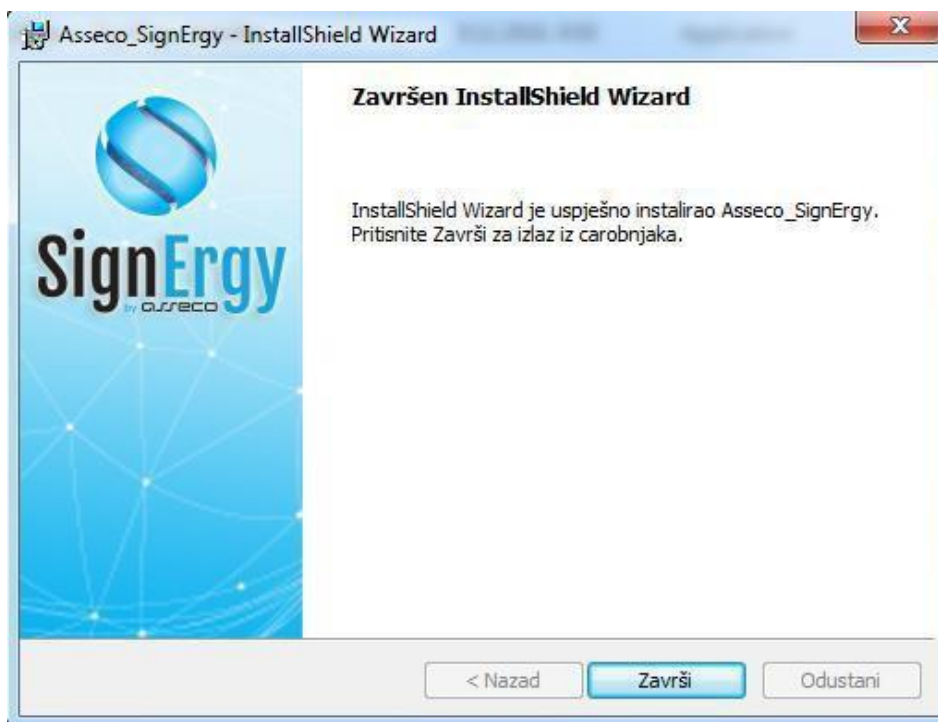 Asseco_SignErgy - InstallShield Wizard
x
Završen InstallShield Wizard
InstallShield Wizard je uspješno instalirao Asseco_SignErgy.
Pritisnite Završi za izlaz iz carobnjaka.
SignErgy
by asseco
< Nazad
Završi
Odustani